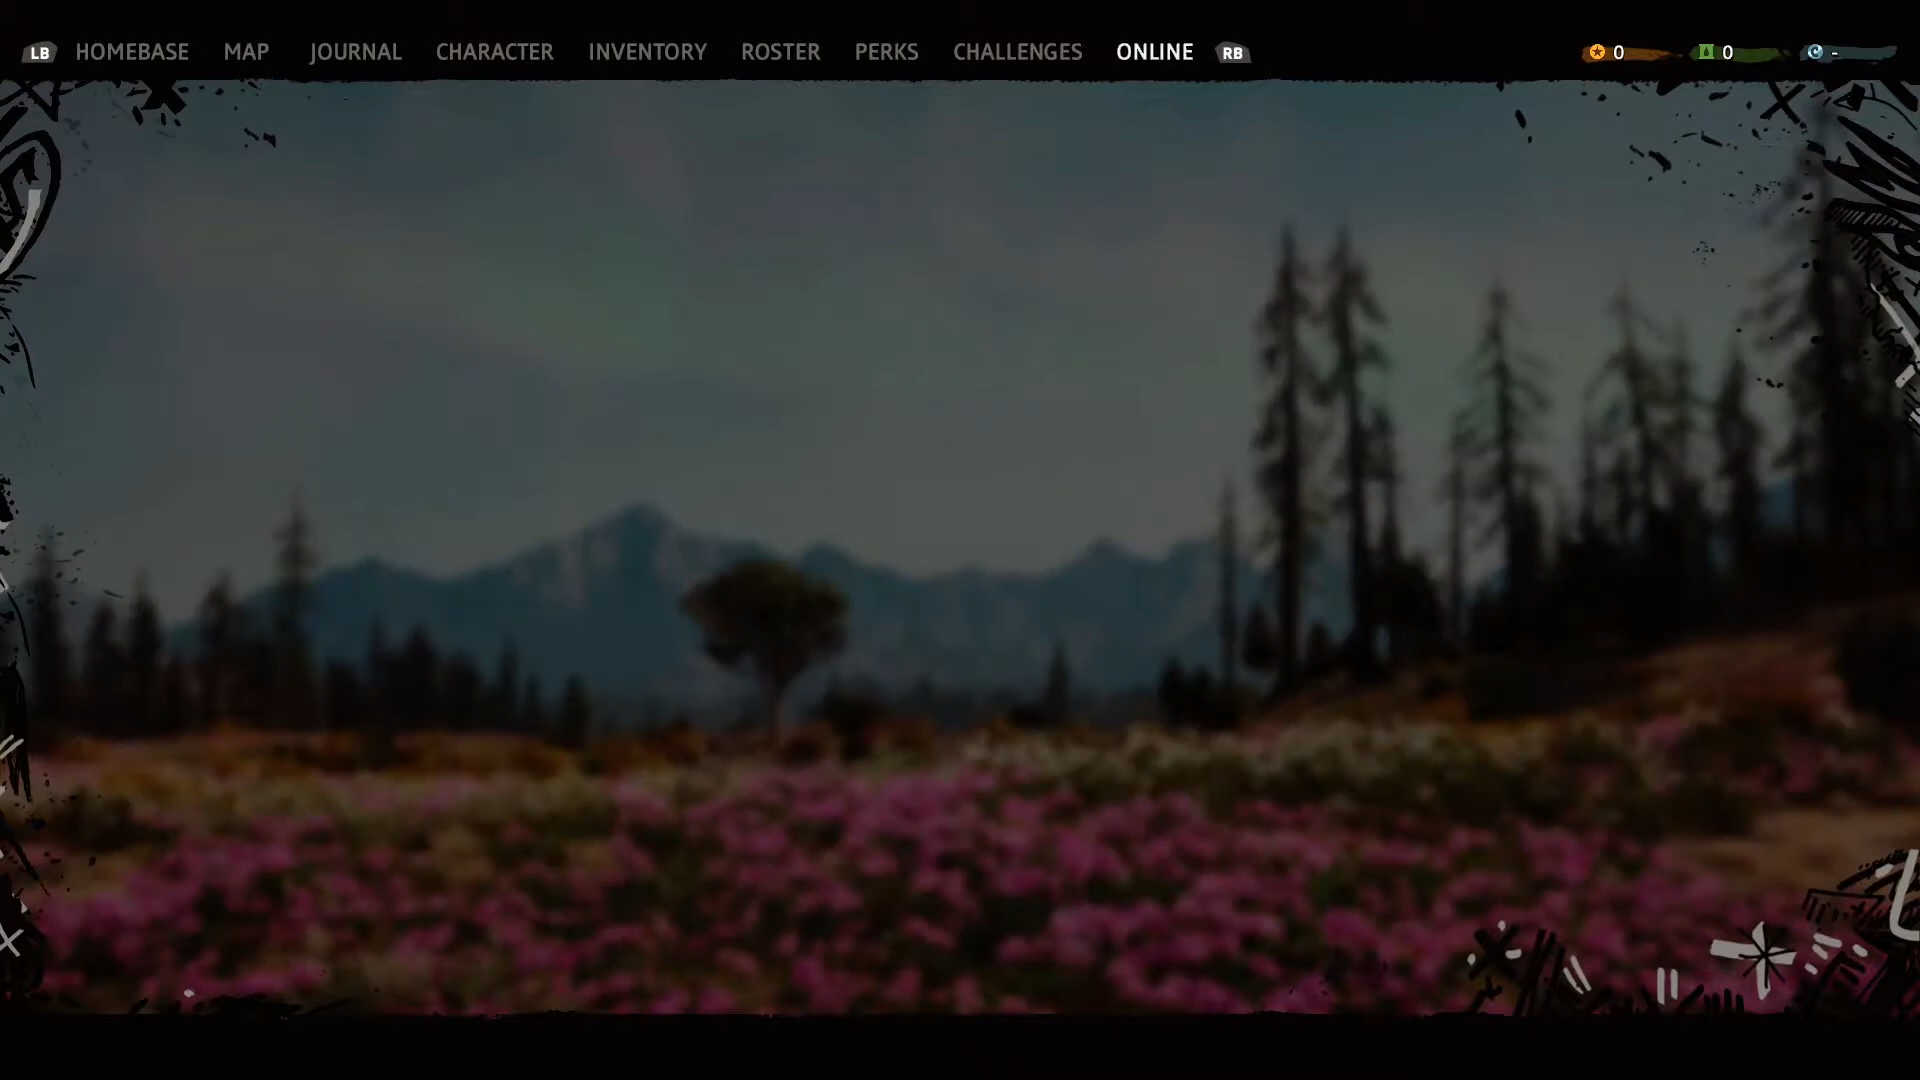 LB HOMEBASE MAP JOURNAL CHARACTER INVENTORY ROSTER PERKS CHALLENGES ONLINE RB 0 0 -